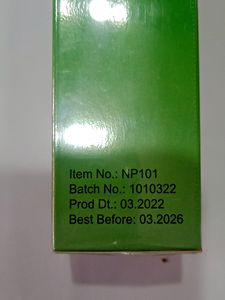 Item No.: NP101
Batch No.: 1010322
Prod Dt.: 03.2022
Best Before: 03.2026